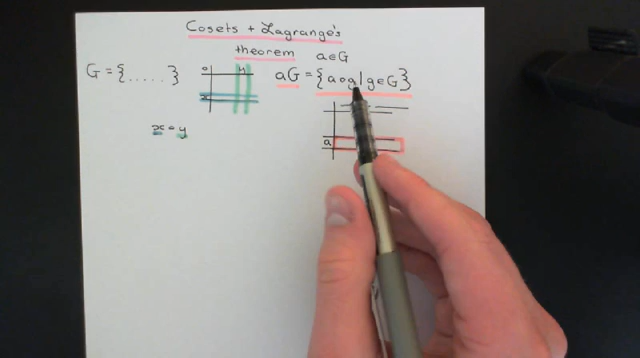 Cosets + Lagrange's
theorem a∈G
G = {.....}
o y
x
aG = {a∘g|g∈G}
a
x∘y